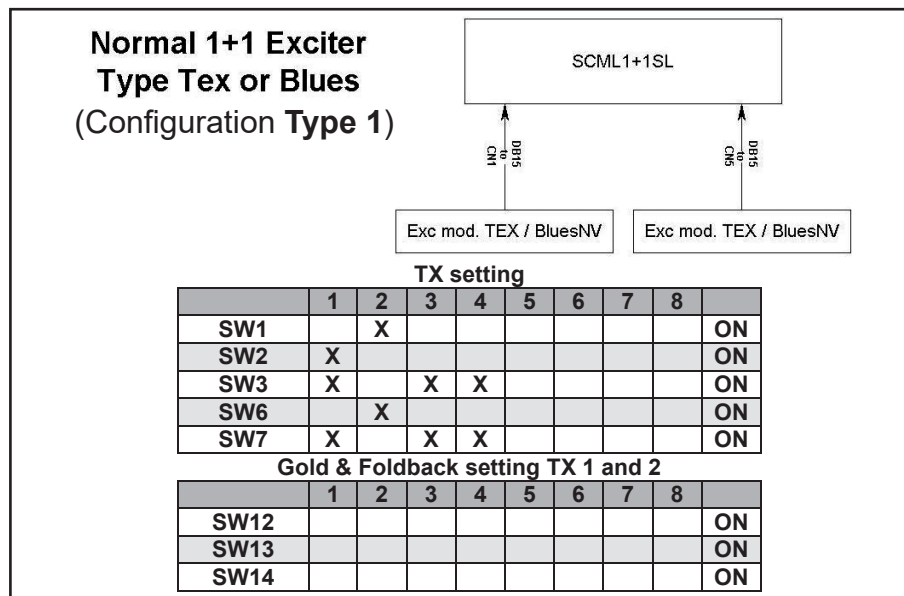 Normal 1+1 Exciter
Type Tex or Blues
(Configuration Type 1)
SCML1+1SL
DB15
to
CN1
DB15
to
CN5
Exc mod. TEX / BluesNV
Exc mod. TEX / BluesNV
TX setting
1 2 3 4 5 6 7 8
SW1 X ON
SW2 X ON
SW3 X X X ON
SW6 X ON
SW7 X X X ON
Gold & Foldback setting TX 1 and 2
1 2 3 4 5 6 7 8
SW12 ON
SW13 ON
SW14 ON